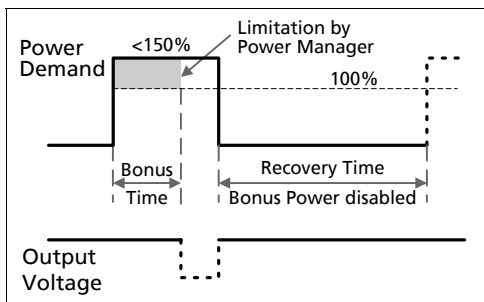 Power
Demand
<150%
Limitation by
Power Manager
100%
Bonus
Time
Recovery Time
Bonus Power disabled
Output
Voltage